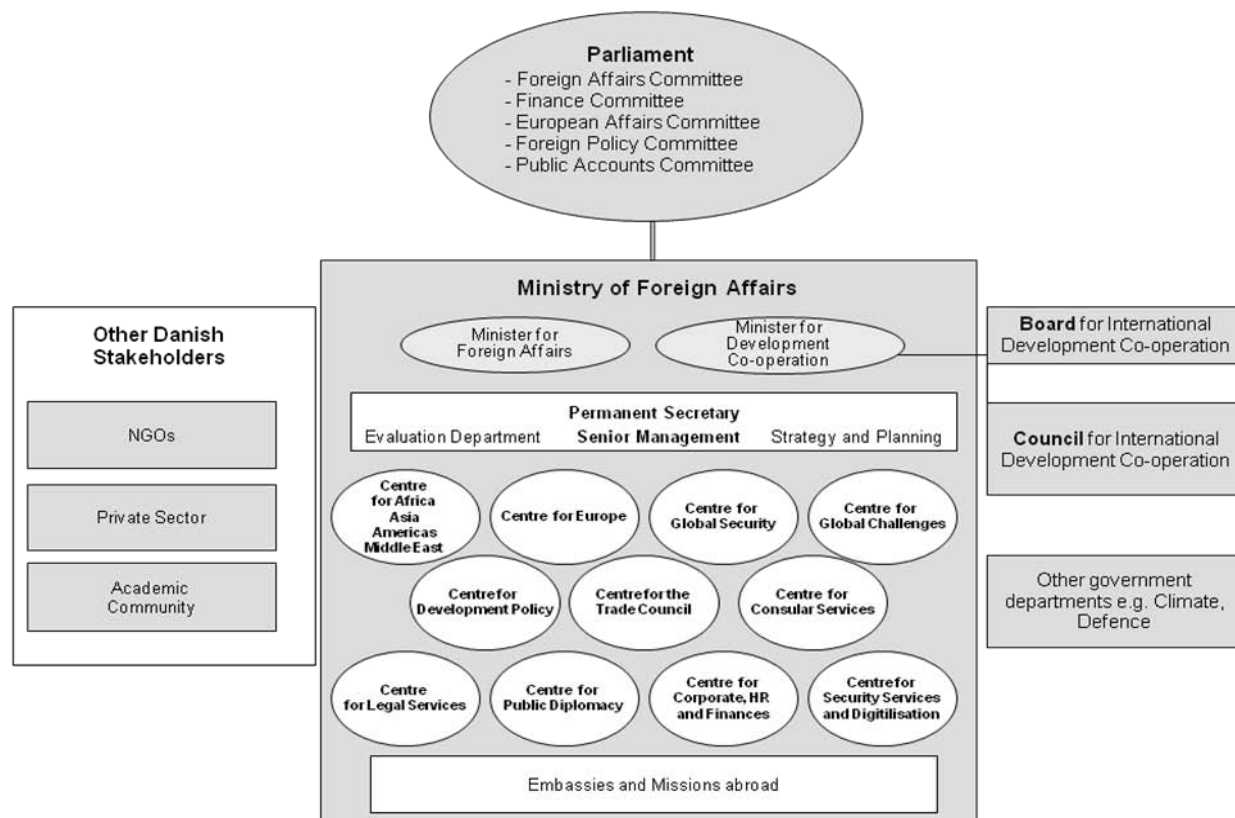 Parliament
- Foreign Affairs Committee
- Finance Committee
- European Affairs Committee
- Foreign Policy Committee
- Public Accounts Committee
Ministry of Foreign Affairs
Minister for
Foreign Affairs
Minister for
Development
Co-operation
Permanent Secretary
Evaluation Department Senior Management Strategy and Planning
Centre
for Africa
Asia
Americas
Middle East
Centre for Europe
Centre for
Global Security
Centre for
Global Challenges
Centre for
Development Policy
Centre for the
Trade Council
Centre for
Consular Services
Centre
for Legal Services
Centre for
Public Diplomacy
Centre for
Corporate, HR
and Finances
Centre for
Security Services
and Digitilisation
Embassies and Missions abroad
Other Danish
Stakeholders
NGOs
Private Sector
Academic
Community
Board for International
Development Co-operation
Council for International
Development Co-operation
Other government
departments e.g. Climate,
Defence